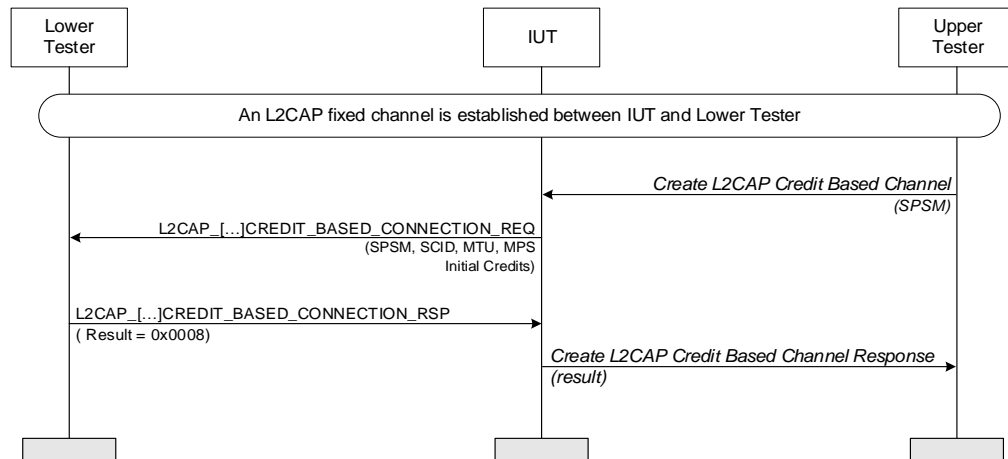 Lower
Tester
IUT
Upper
Tester
An L2CAP fixed channel is established between IUT and Lower Tester
Create L2CAP Credit Based Channel
(SPSM)
L2CAP_[…]CREDIT_BASED_CONNECTION_REQ
(SPSM, SCID, MTU, MPS
Initial Credits)
L2CAP_[…]CREDIT_BASED_CONNECTION_RSP
( Result = 0x0008)
Create L2CAP Credit Based Channel Response
(result)